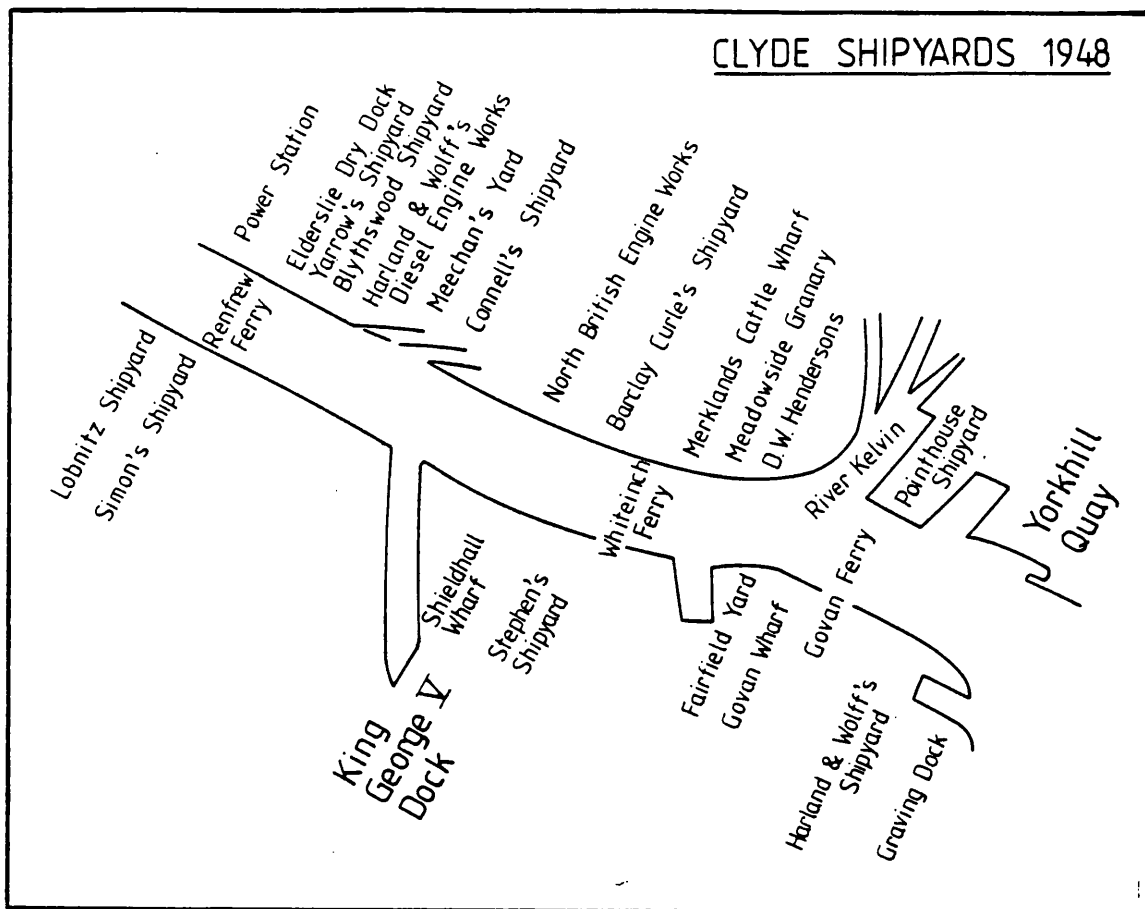 CLYDE SHIPYARDS 1948
Power Station
Elderslie Dry Dock
Yarrow's Shipyard
Blythswood Shipyard
Harland & Wolff's
Diesel Engine Works
Meechan's Yard
Connell's Shipyard
North British Engine Works
Barclay Curle's Shipyard
Merklands Cattle Wharf
Meadowside Granary
D.W. Hendersons
River Kelvin
Pointhouse
Shipyard
Yorkhill
Quay
Lobnitz Shipyard
Simon's Shipyard
Renfrew
Ferry
King
George V
Dock
Shieldhall
Wharf
Stephen's
Shipyard
Whiteinch
Ferry
Fairfield Yard
Govan Wharf
Govan Ferry
Harland & Wolff's
Shipyard
Graving Dock